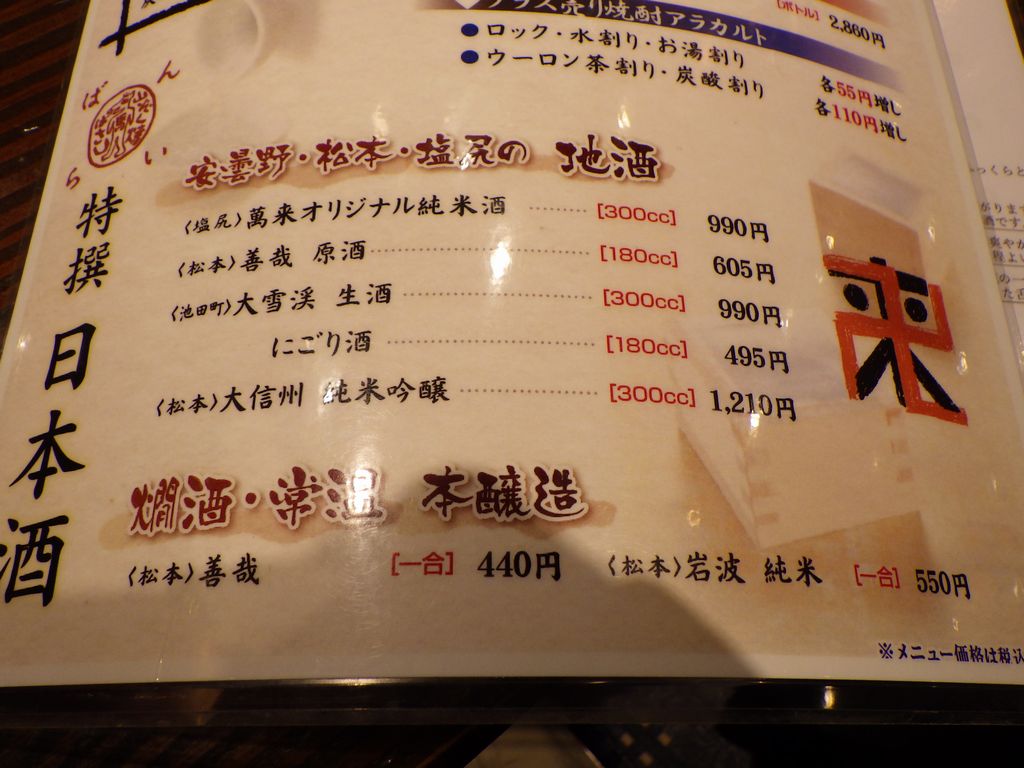 グラス売り焼酎アラカルト
[ボトル] 2,860円
●ロック・水割り・お湯割り 各55円増し
●ウーロン茶割り・炭酸割り 各110円増し
ばんらい
特撰 日本酒
安曇野・松本・塩尻の 地酒
〈塩尻〉萬来オリジナル純米酒 ……… [300cc] 990円
〈松本〉善哉 原酒 ……… [180cc] 605円
〈池田町〉大雪渓 生酒 ……… [300cc] 990円
にごり酒 ……… [180cc] 495円
〈松本〉大信州 純米吟醸 ……… [300cc] 1,210円
来
燗酒・常温 本醸造
〈松本〉善哉 [一合] 440円
〈松本〉岩波 純米 [一合] 550円
※メニュー価格は税込